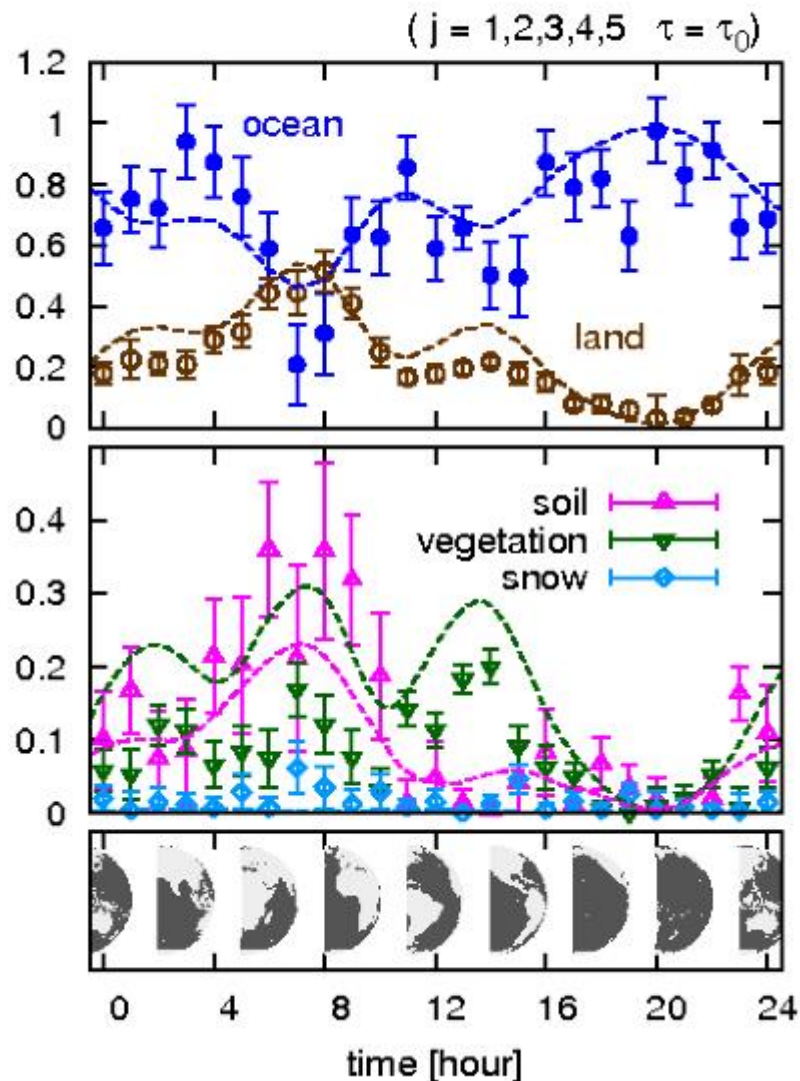 ( j = 1,2,3,4,5   τ = τ₀)
1.2
1
0.8
0.6
0.4
0.2
0
ocean
land
0.4
0.3
0.2
0.1
0
soil
vegetation
snow
0 4 8 12 16 20 24
time [hour]